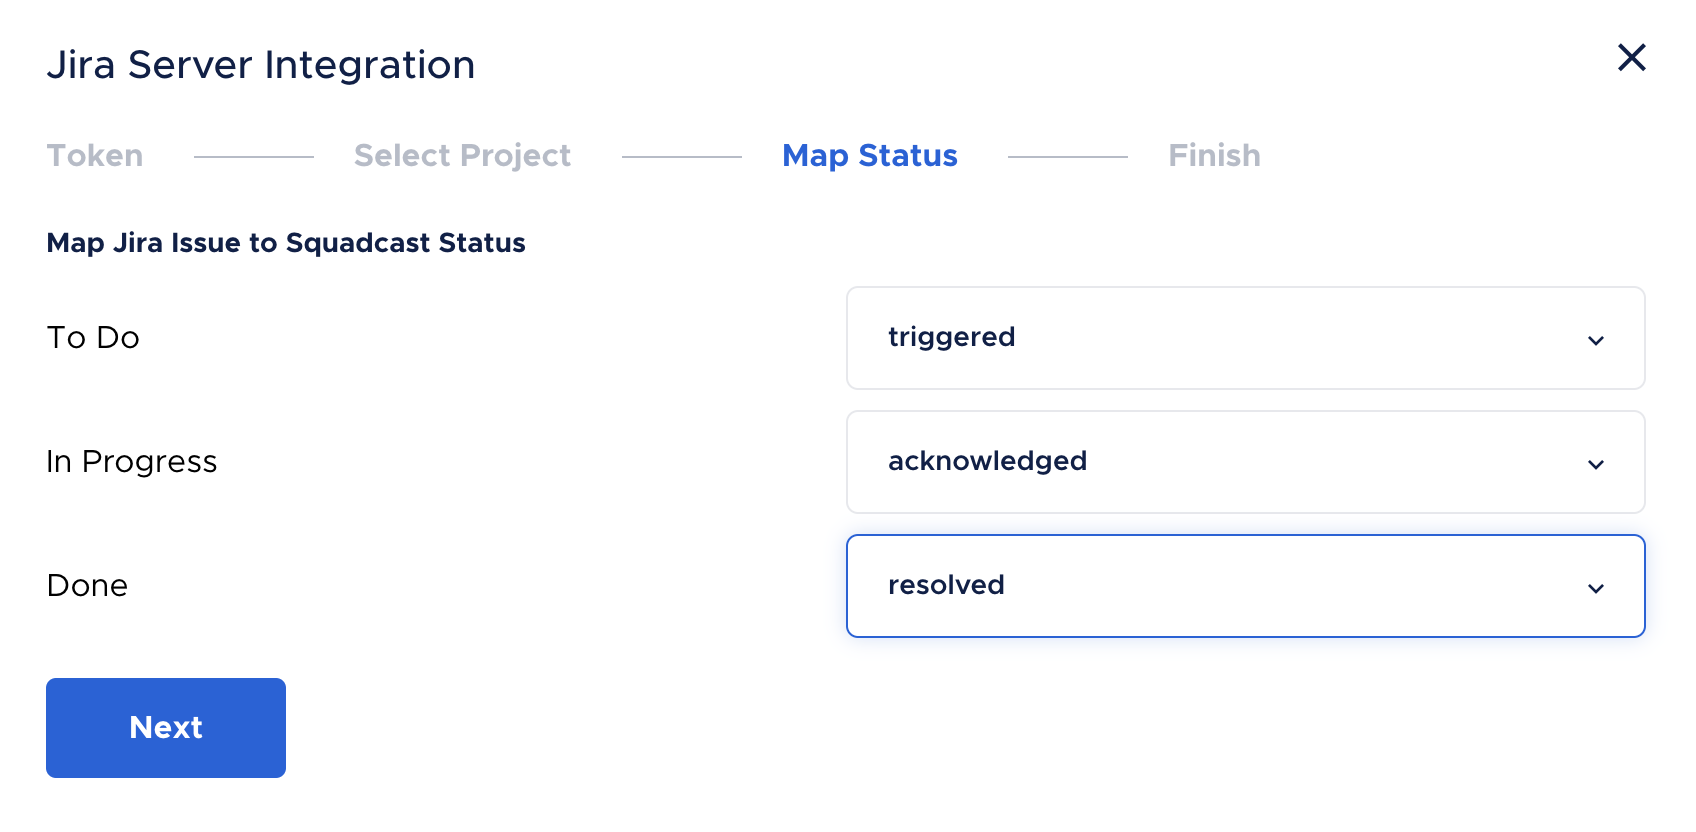 Jira Server Integration
Token Select Project Map Status Finish
Map Jira Issue to Squadcast Status
To Do triggered
In Progress acknowledged
Done resolved
Next